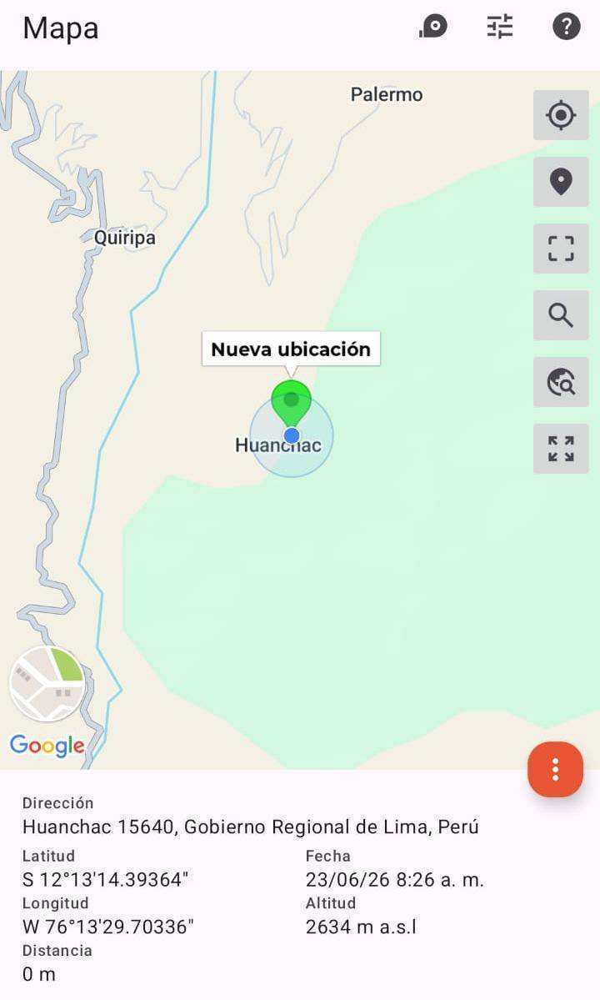 Mapa
Palermo
Quiripa
Nueva ubicación
Huanchac
Google
Dirección
Huanchac 15640, Gobierno Regional de Lima, Perú
Latitud
Fecha
S 12°13'14.39364"
23/06/26 8:26 a. m.
Longitud
Altitud
W 76°13'29.70336"
2634 m a.s.l
Distancia
0 m